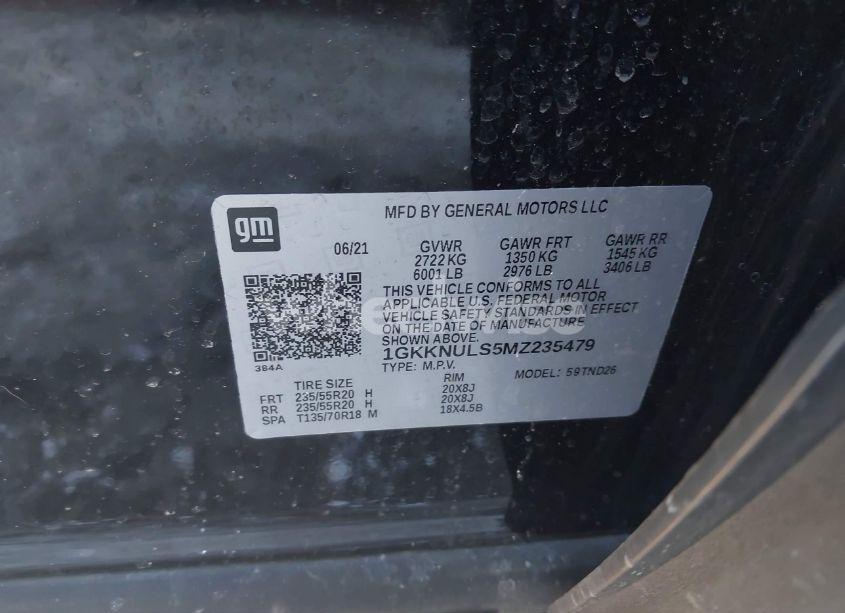 gm
MFD BY GENERAL MOTORS LLC
06/21 GVWR GAWR FRT GAWR RR
2722 KG 1350 KG 1545 KG
6001 LB 2976 LB 3406 LB
THIS VEHICLE CONFORMS TO ALL
APPLICABLE U.S. FEDERAL MOTOR
VEHICLE SAFETY STANDARDS IN EFFECT
ON THE DATE OF MANUFACTURE
SHOWN ABOVE.
1GKKNULS5MZ235479
TYPE: M.P.V. MODEL: 59TND26
384A
TIRE SIZE RIM
FRT 235/55R20 H 20X8J
RR 235/55R20 H 20X8J
SPA T135/70R18 M 18X4.5B